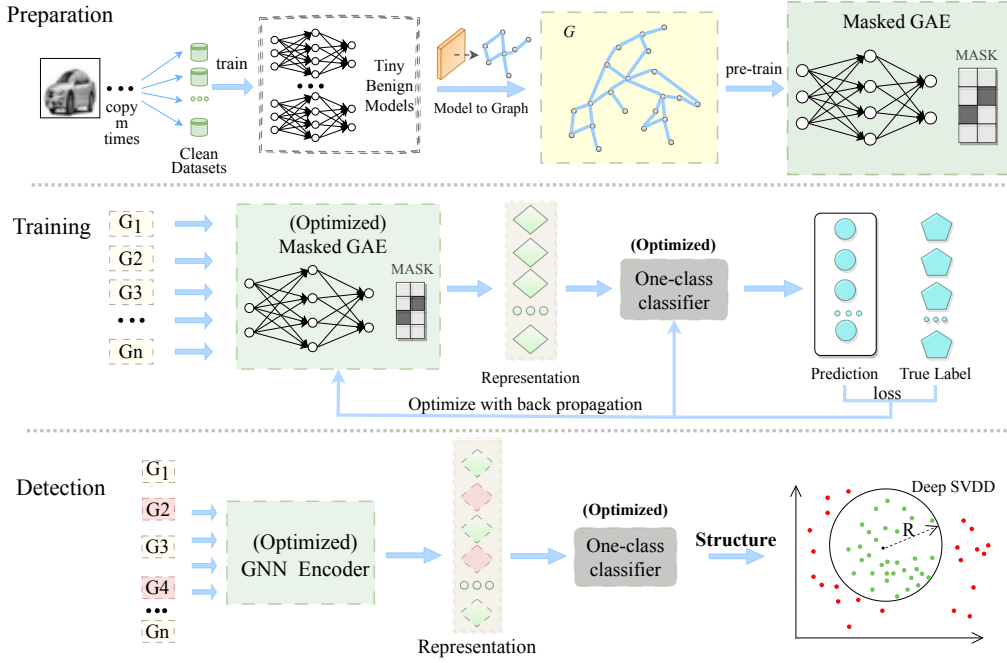 Preparation
copy
m
times
Clean
Datasets
train
Tiny
Benign
Models
Model to Graph
G
pre-train
Masked GAE
MASK
Training
G1
G2
G3
Gn
(Optimized)
Masked GAE
MASK
Representation
(Optimized)
One-class
classifier
Prediction
True Label
loss
Optimize with back propagation
Detection
G1
G2
G3
G4
Gn
(Optimized)
GNN Encoder
Representation
(Optimized)
One-class
classifier
Structure
Deep SVDD
R